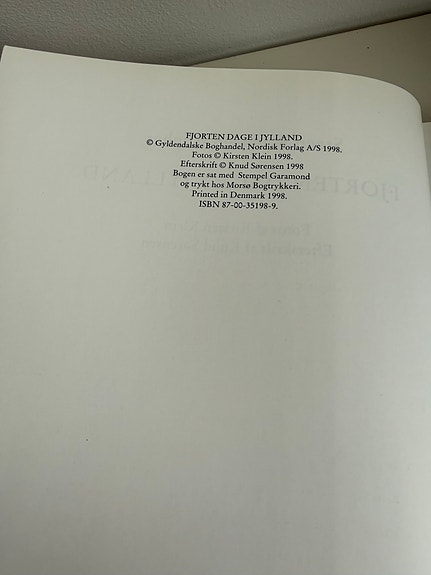 FJORTEN DAGE I JYLLAND
© Gyldendalske Boghandel, Nordisk Forlag A/S 1998.
Fotos © Kirsten Klein 1998.
Efterskrift © Knud Sørensen 1998
Bogen er sat med Stempel Garamond
og trykt hos Morsø Bogtrykkeri.
Printed in Denmark 1998.
ISBN 87-00-35198-9.